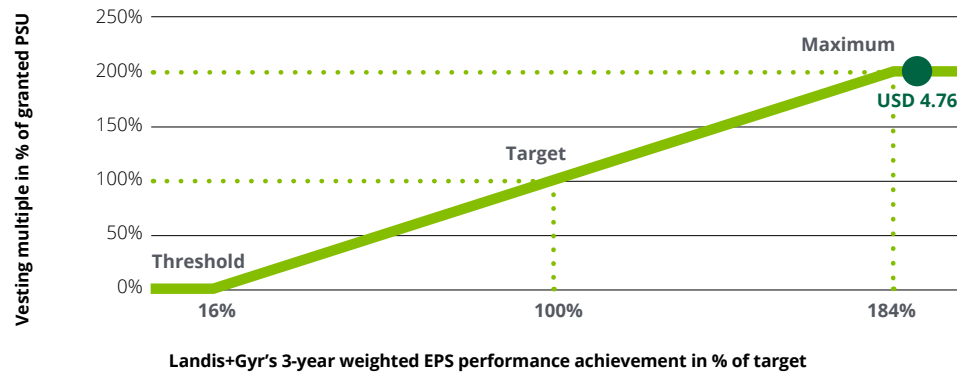 Vesting multiple in % of granted PSU
250%
Maximum
200%
USD 4.76
150%
Target
100%
50%
Threshold
0%
16%
100%
184%
Landis+Gyr's 3-year weighted EPS performance achievement in % of target